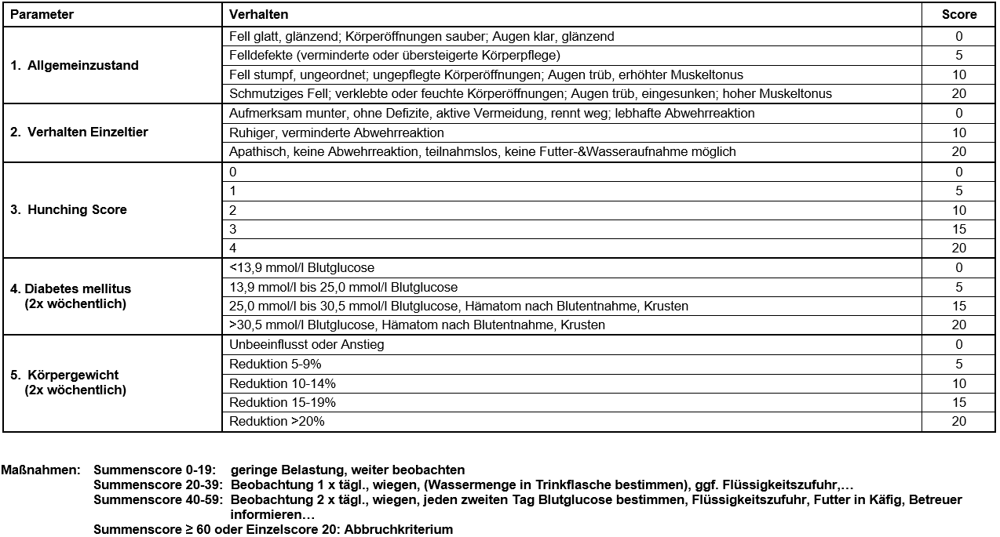 Parameter Verhalten Score
1. Allgemeinzustand
Fell glatt, glänzend; Körperöffnungen sauber; Augen klar, glänzend 0
Felldefekte (verminderte oder übersteigerte Körperpflege) 5
Fell stumpf, ungeordnet; ungepflegte Körperöffnungen; Augen trüb, erhöhter Muskeltonus 10
Schmutziges Fell; verklebte oder feuchte Körperöffnungen; Augen trüb, eingesunken; hoher Muskeltonus 20
2. Verhalten Einzeltier
Aufmerksam munter, ohne Defizite, aktive Vermeidung, rennt weg; lebhafte Abwehrreaktion 0
Ruhiger, verminderte Abwehrreaktion 10
Apathisch, keine Abwehrreaktion, teilnahmslos, keine Futter-&Wasseraufnahme möglich 20
3. Hunching Score
0 0
1 5
2 10
3 15
4 20
4. Diabetes mellitus
(2x wöchentlich)
<13,9 mmol/l Blutglucose 0
13,9 mmol/l bis 25,0 mmol/l Blutglucose 5
25,0 mmol/l bis 30,5 mmol/l Blutglucose, Hämatom nach Blutentnahme, Krusten 15
>30,5 mmol/l Blutglucose, Hämatom nach Blutentnahme, Krusten 20
5. Körpergewicht
(2x wöchentlich)
Unbeeinflusst oder Anstieg 0
Reduktion 5-9% 5
Reduktion 10-14% 10
Reduktion 15-19% 15
Reduktion >20% 20
Maßnahmen: Summenscore 0-19: geringe Belastung, weiter beobachten
Summenscore 20-39: Beobachtung 1 x tägl., wiegen, (Wassermenge in Trinkflasche bestimmen), ggf. Flüssigkeitszufuhr,…
Summenscore 40-59: Beobachtung 2 x tägl., wiegen, jeden zweiten Tag Blutglucose bestimmen, Flüssigkeitszufuhr, Futter in Käfig, Betreuer
informieren…
Summenscore ≥ 60 oder Einzelscore 20: Abbruchkriterium